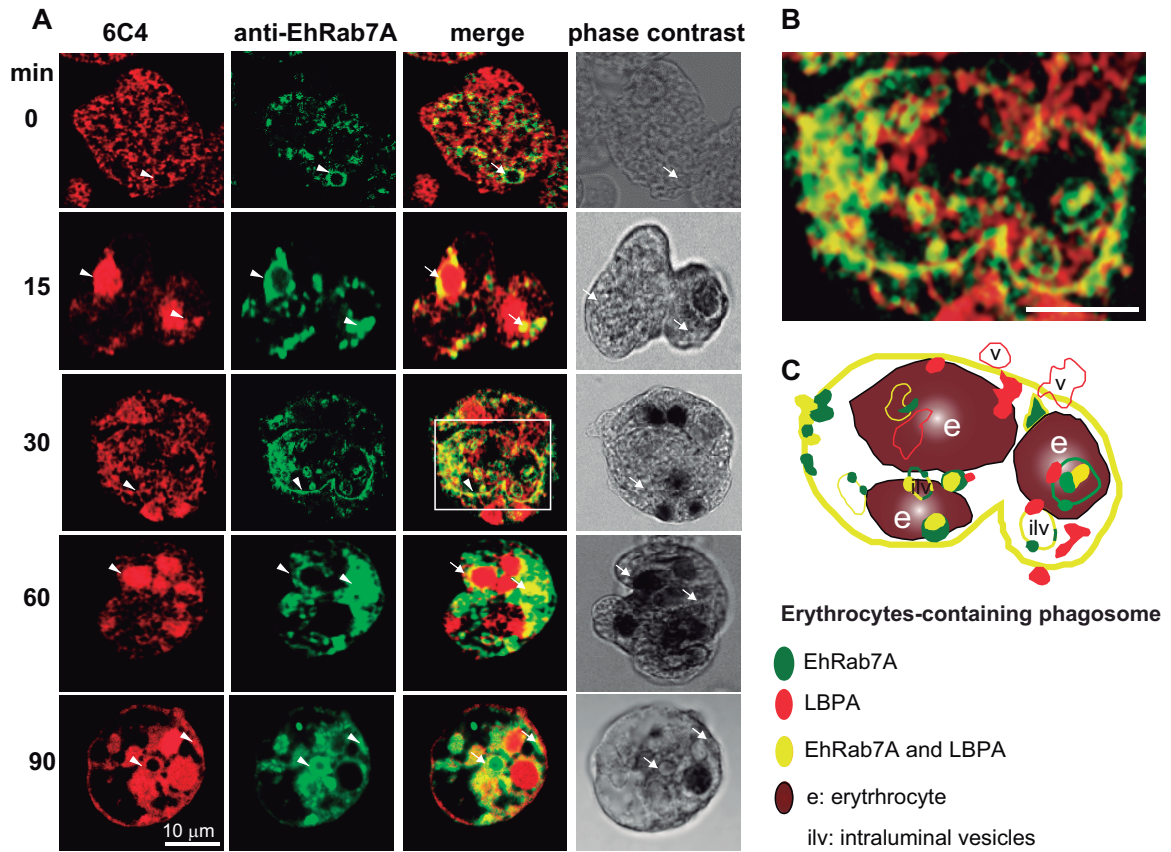 A
6C4 anti-EhRab7A merge phase contrast
min
0
15
30
60
90
10 μm
B
C
v
v
e
e
e
ilv
ilv
Erythrocytes-containing phagosome
EhRab7A
LBPA
EhRab7A and LBPA
e: erytrhrocyte
ilv: intraluminal vesicles